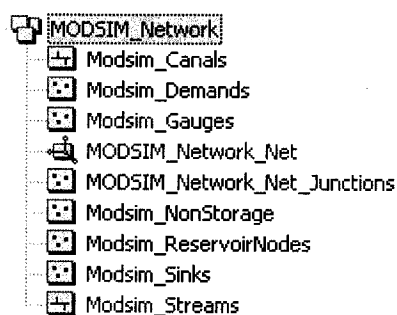 MODSIM_Network
Modsim_Canals
Modsim_Demands
Modsim_Gauges
MODSIM_Network_Net
MODSIM_Network_Net_Junctions
Modsim_NonStorage
Modsim_ReservoirNodes
Modsim_Sinks
Modsim_Streams